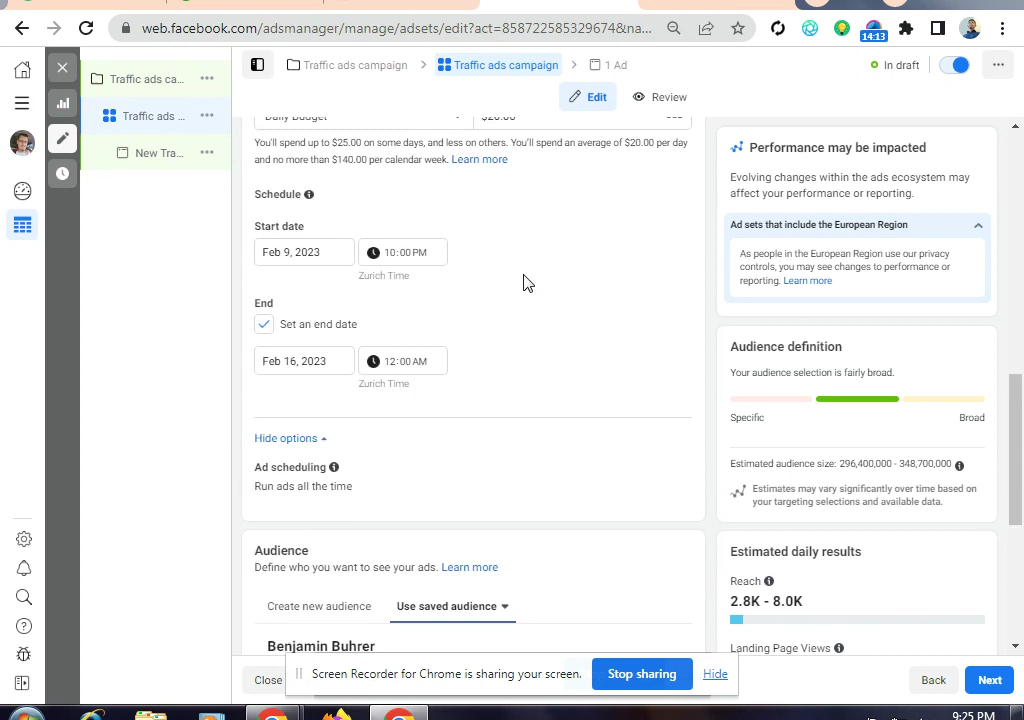 web.facebook.com/adsmanager/manage/adsets/edit?act=858722585329674&na...
14:13
Traffic ads ca...
Traffic ads ...
New Tra...
Traffic ads campaign
Traffic ads campaign
1 Ad
In draft
Edit
Review
Daily Budget
$20.00
You'll spend up to $25.00 on some days, and less on others. You'll spend an average of $20.00 per day
and no more than $140.00 per calendar week. Learn more
Schedule
Start date
Feb 9, 2023
10:00 PM
Zurich Time
End
Set an end date
Feb 16, 2023
12:00 AM
Zurich Time
Hide options
Ad scheduling
Run ads all the time
Audience
Define who you want to see your ads. Learn more
Create new audience
Use saved audience
Benjamin Buhrer
Performance may be impacted
Evolving changes within the ads ecosystem may
affect your performance or reporting.
Ad sets that include the European Region
As people in the European Region use our privacy
controls, you may see changes to performance or
reporting. Learn more
Audience definition
Your audience selection is fairly broad.
Specific
Broad
Estimated audience size: 296,400,000 - 348,700,000
Estimates may vary significantly over time based on
your targeting selections and available data.
Estimated daily results
Reach
2.8K - 8.0K
Landing Page Views
Close
Screen Recorder for Chrome is sharing your screen.
Stop sharing
Hide
Back
Next
9:25 PM